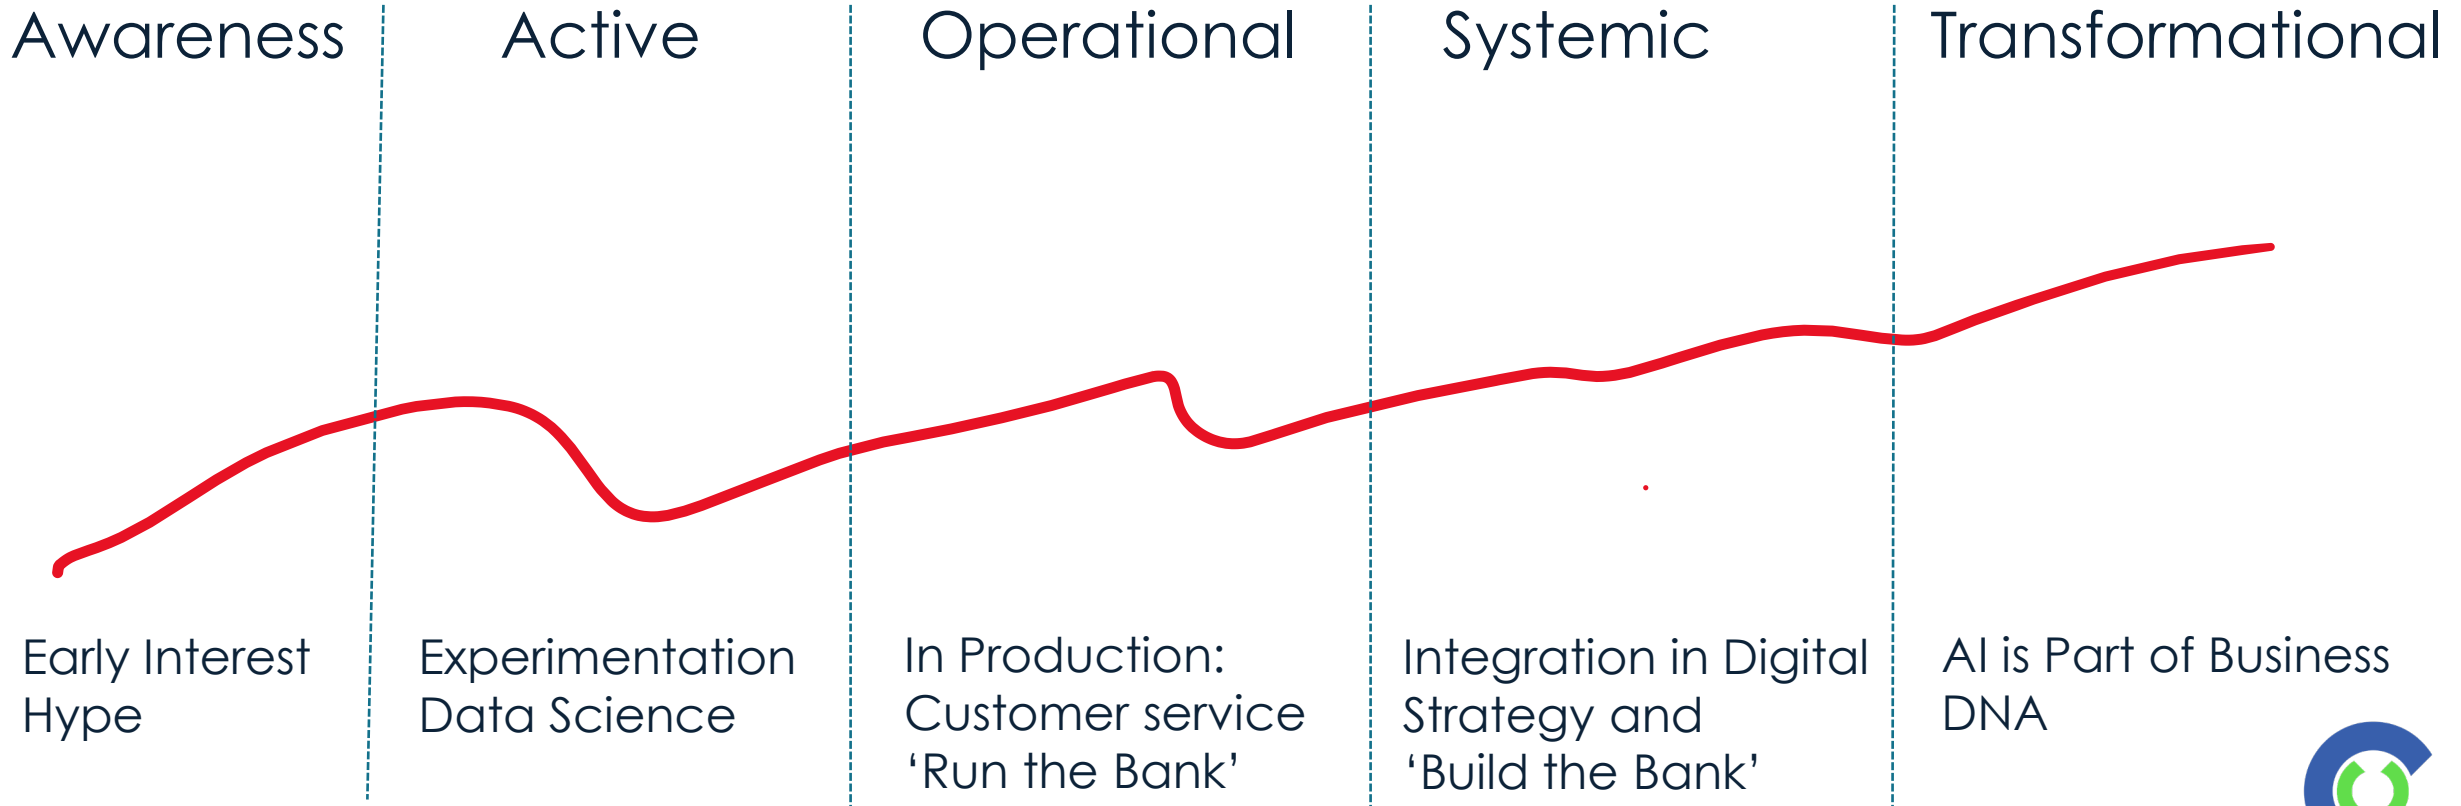 Awareness
Active
Operational
Systemic
Transformational
Early Interest
Hype
Experimentation
Data Science
In Production:
Customer service
‘Run the Bank’
Integration in Digital
Strategy and
‘Build the Bank’
AI is Part of Business
DNA